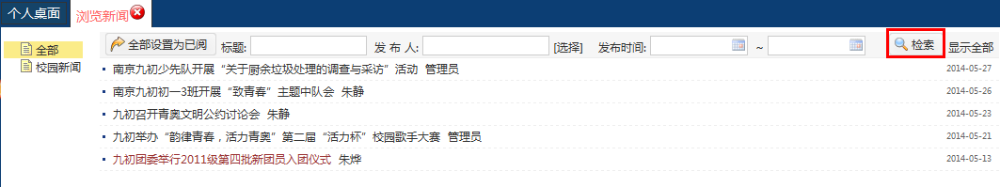 个人桌面 浏览新闻
全部
校园新闻
全部设置为已阅 标题: 发 布 人: [选择] 发布时间: ~ 检索 显示全部
南京九初少先队开展“关于厨余垃圾处理的调查与采访”活动 管理员 2014-05-27
南京九初初一3班开展“致青春”主题中队会 朱静 2014-05-26
九初召开青奥文明公约讨论会 朱静 2014-05-23
九初举办“韵律青春，活力青奥”第二届“活力杯”校园歌手大赛 管理员 2014-05-21
九初团委举行2011级第四批新团员入团仪式 朱烨 2014-05-13